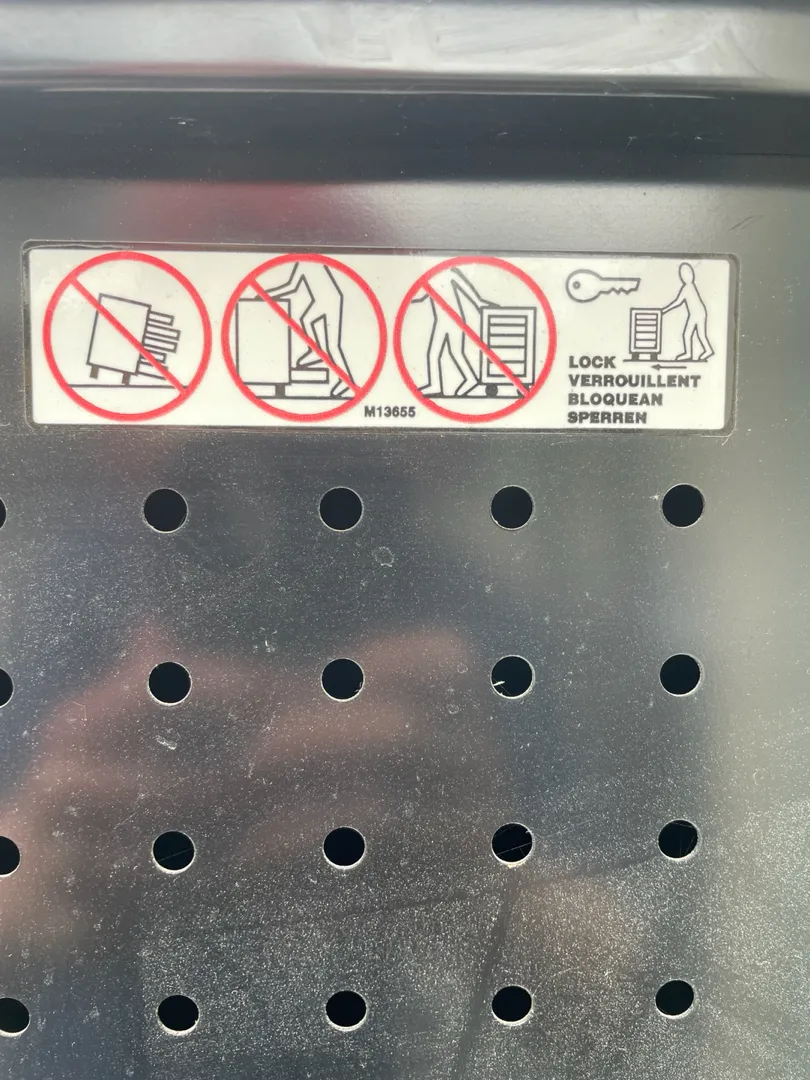 M13655
LOCK
VERROUILLENT
BLOQUEAN
SPERREN